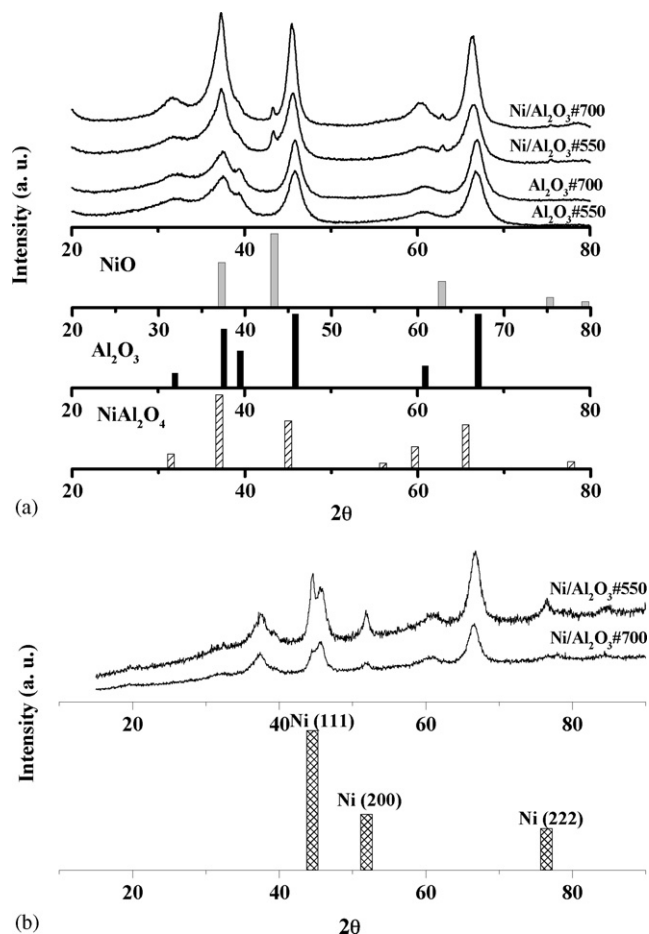 Intensity (a. u.)
Ni/Al₂O₃#700
Ni/Al₂O₃#550
Al₂O₃#700
Al₂O₃#550
20 40 60 80
NiO
20 30 40 50 60 70 80
Al₂O₃
20 40 60 80
NiAl₂O₄
20 40 60 80
2θ
(a)
Intensity (a. u.)
Ni/Al₂O₃#550
Ni/Al₂O₃#700
20 40 60 80
Ni (111)
Ni (200)
Ni (222)
20 40 60 80
2θ
(b)